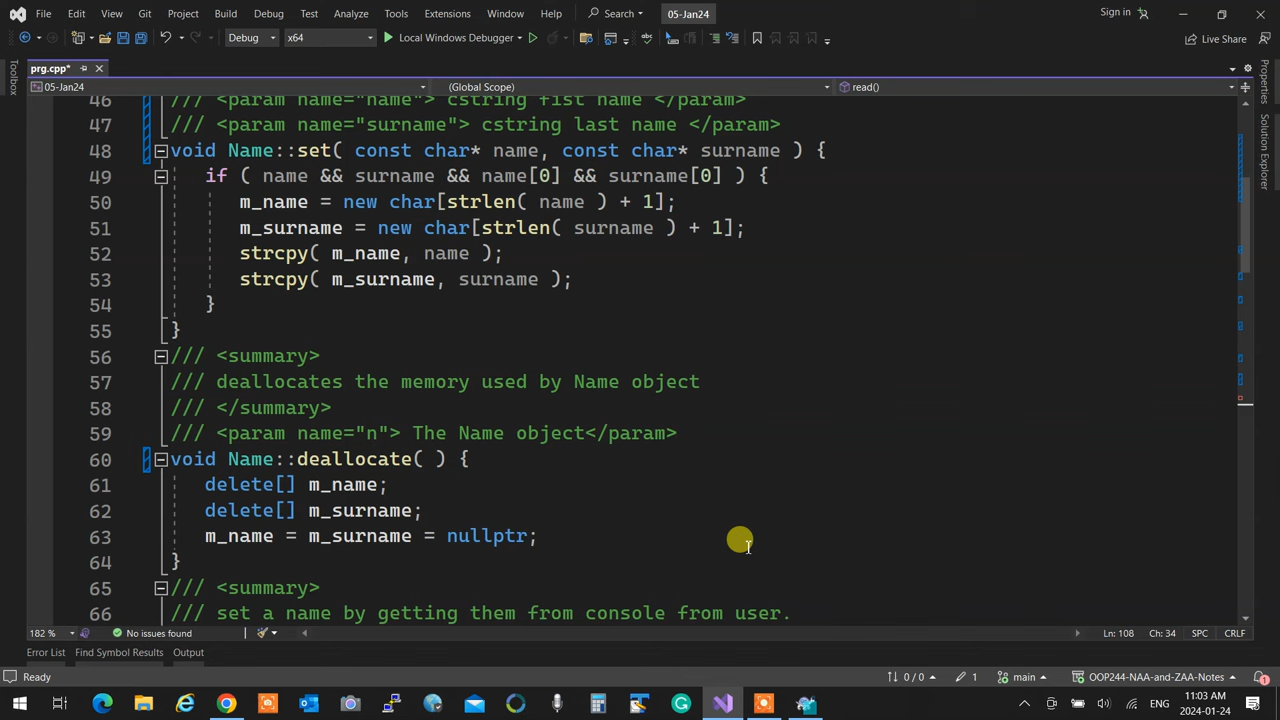 File Edit View Git Project Build Debug Test Analyze Tools Extensions Window Help Search 05-Jan24 Sign in
Debug x64 Local Windows Debugger Live Share
prg.cpp*
05-Jan24 (Global Scope) read()
Toolbox
Properties
Solution Explorer
46 /// <param name="name"> cstring fist name </param>
47 /// <param name="surname"> cstring last name </param>
48 void Name::set( const char* name, const char* surname ) {
49 if ( name && surname && name[0] && surname[0] ) {
50 m_name = new char[strlen( name ) + 1];
51 m_surname = new char[strlen( surname ) + 1];
52 strcpy( m_name, name );
53 strcpy( m_surname, surname );
54 }
55 }
56 /// <summary>
57 /// deallocates the memory used by Name object
58 /// </summary>
59 /// <param name="n"> The Name object</param>
60 void Name::deallocate( ) {
61 delete[] m_name;
62 delete[] m_surname;
63 m_name = m_surname = nullptr;
64 }
65 /// <summary>
66 /// set a name by getting them from console from user.
182 % No issues found Ln: 108 Ch: 34 SPC CRLF
Error List Find Symbol Results Output
Ready 0 / 0 1 main OOP244-NAA-and-ZAA-Notes 1
ENG 11:03 AM
2024-01-24